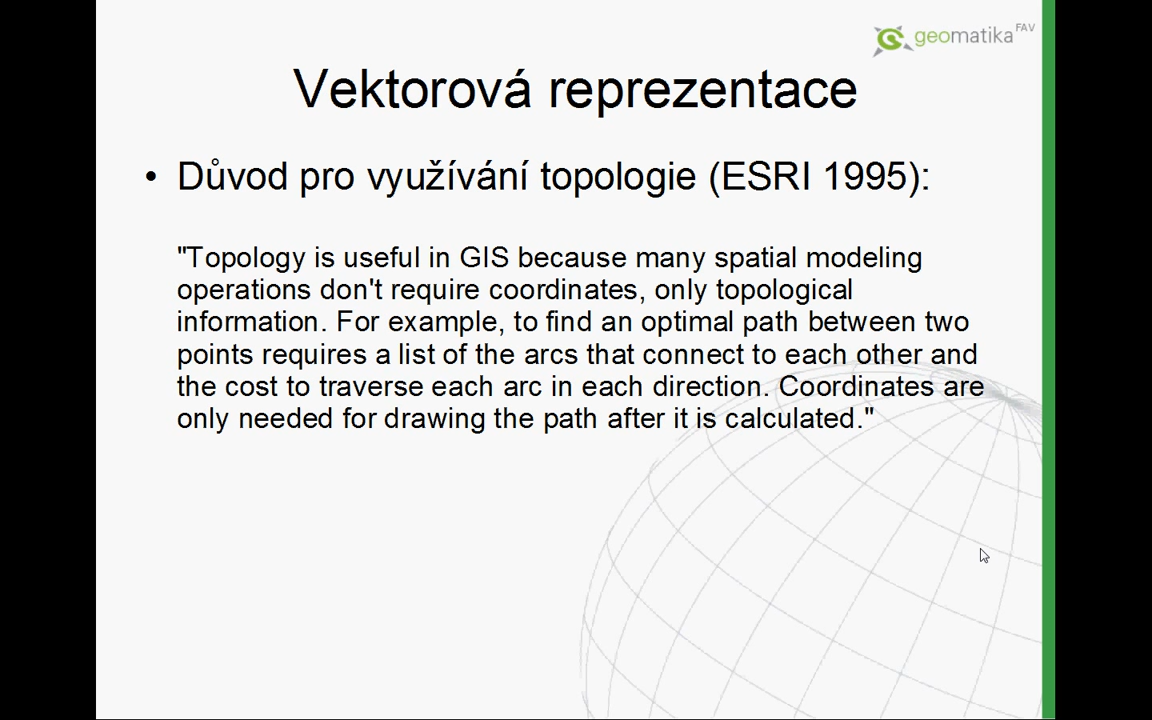 geomatika FAV
Vektorová reprezentace
• Důvod pro využívání topologie (ESRI 1995):
"Topology is useful in GIS because many spatial modeling
operations don't require coordinates, only topological
information. For example, to find an optimal path between two
points requires a list of the arcs that connect to each other and
the cost to traverse each arc in each direction. Coordinates are
only needed for drawing the path after it is calculated."